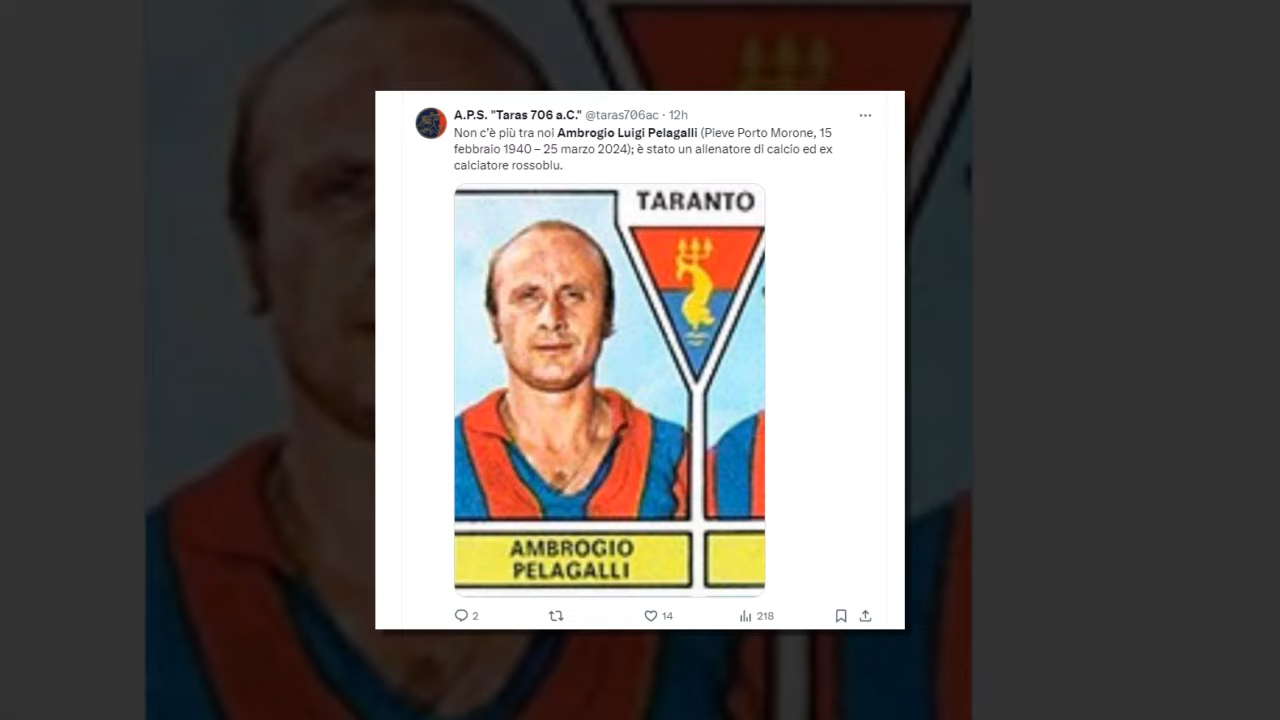 A.P.S. "Taras 706 a.C." @taras706ac · 12h
Non c'è più tra noi Ambrogio Luigi Pelagalli (Pieve Porto Morone, 15
febbraio 1940 – 25 marzo 2024); è stato un allenatore di calcio ed ex
calciatore rossoblu.
TARANTO
AMBROGIO
PELAGALLI
2
14
218